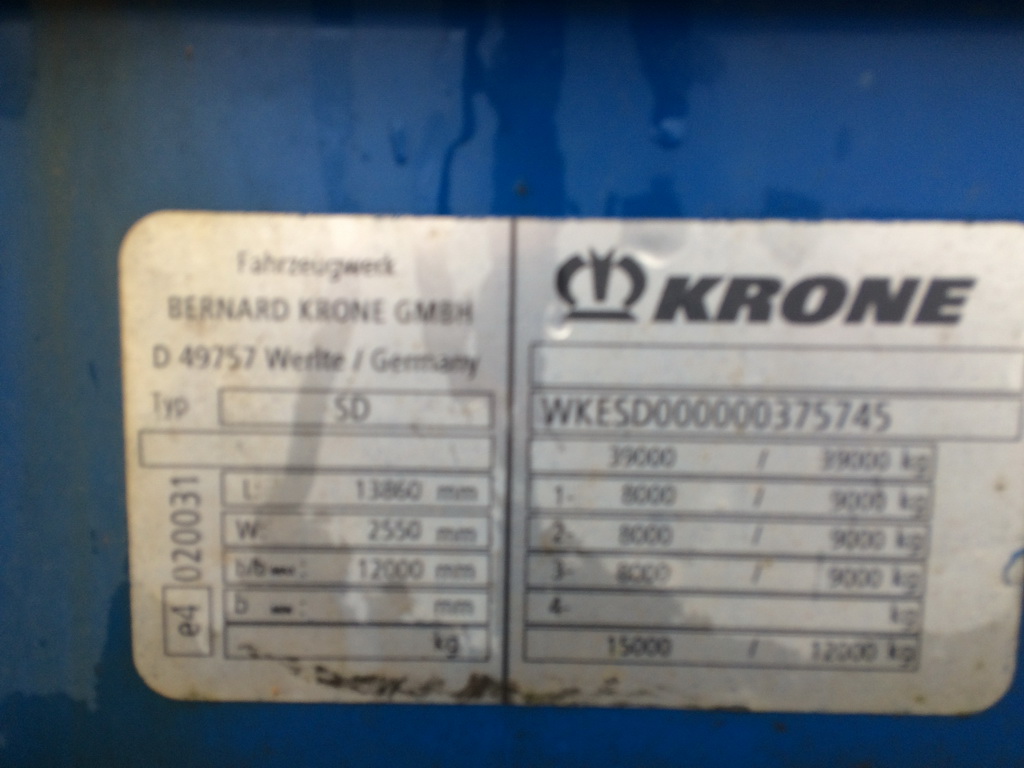 Fahrzeugwerk
BERNARD KRONE GMBH
D 49757 Werlte / Germany
Typ SD
L: 13860 mm
W: 2550 mm
b/b : 12000 mm
b : mm
kg
e4 020031
KRONE
WKESD000000375745
39000 / 39000 kg
1- 8000 / 9000 kg
2- 8000 / 9000 kg
3- 8000 / 9000 kg
4- kg
15000 / 12000 kg